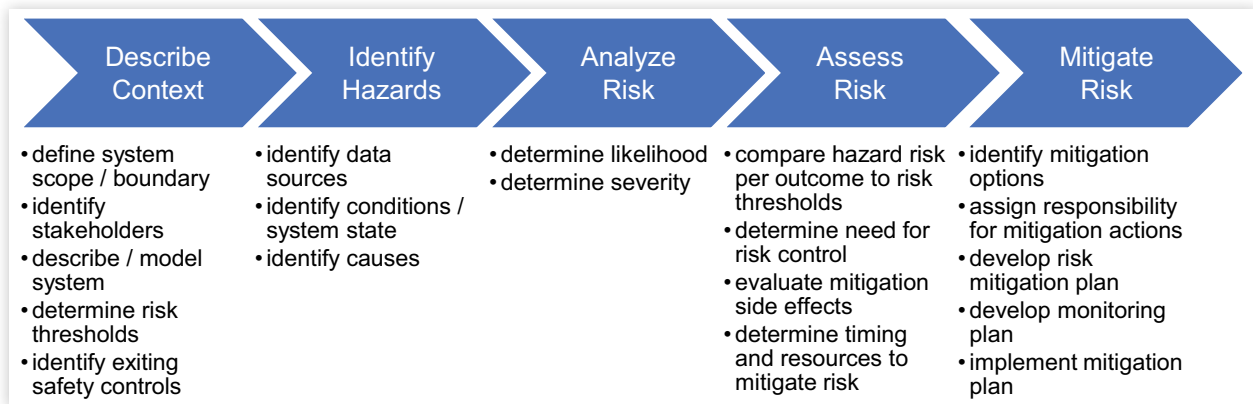 Describe
Context
Identify
Hazards
Analyze
Risk
Assess
Risk
Mitigate
Risk
•define system
scope / boundary
•identify
stakeholders
•describe / model
system
•determine risk
thresholds
•identify exiting
safety controls
•identify data
sources
•identify conditions /
system state
•identify causes
•determine likelihood
•determine severity
•compare hazard risk
per outcome to risk
thresholds
•determine need for
risk control
•evaluate mitigation
side effects
•determine timing
and resources to
mitigate risk
•identify mitigation
options
•assign responsibility
for mitigation actions
•develop risk
mitigation plan
•develop monitoring
plan
•implement mitigation
plan